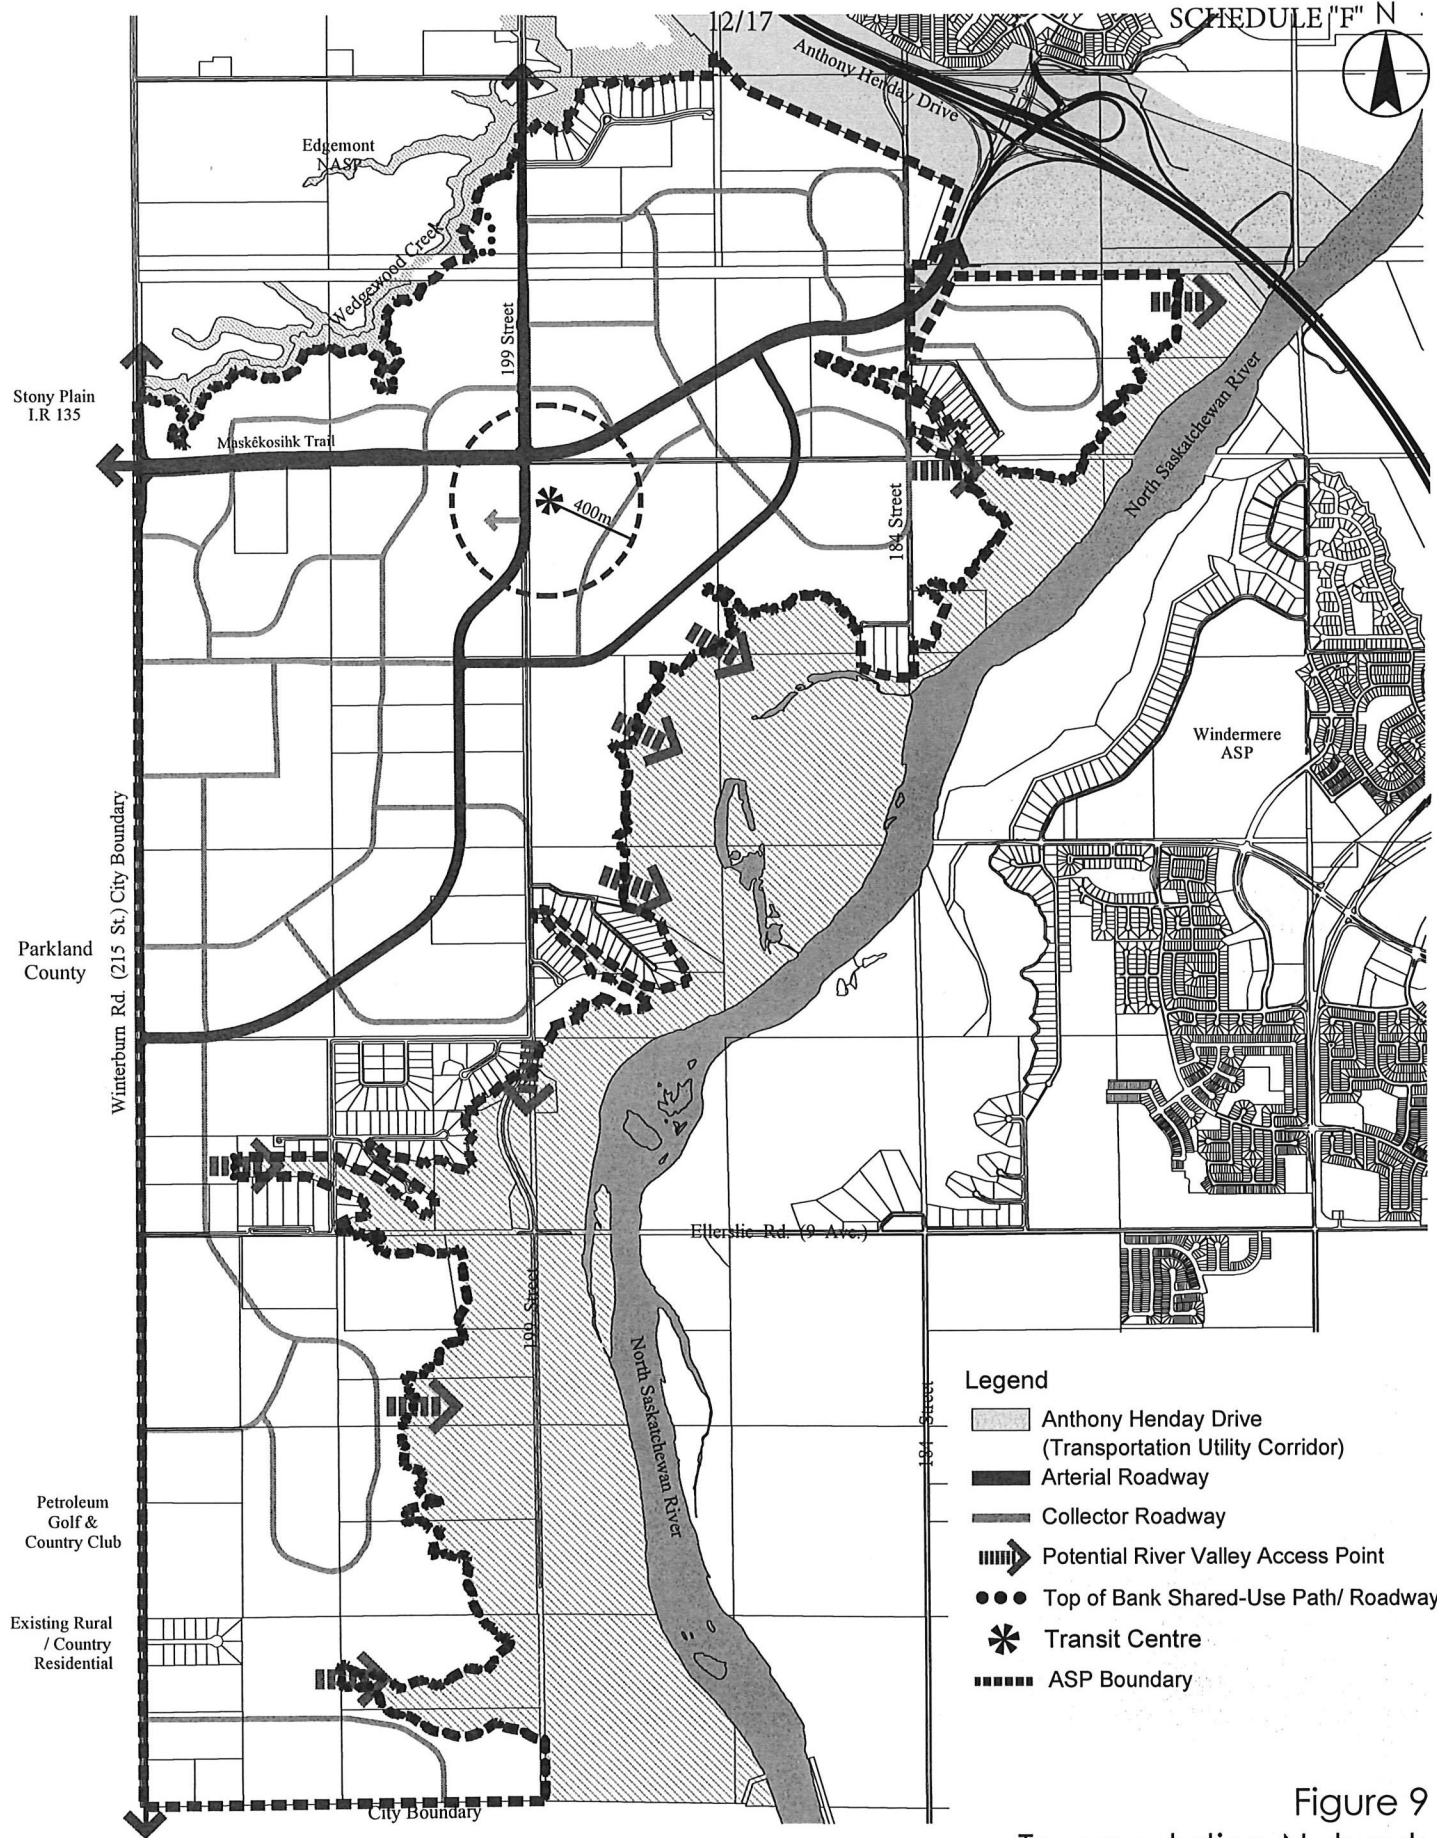 12/17
SCHEDULE "F"
N
Anthony Henday Drive
Edgemont
NASP
Wedgewood Creek
199 Street
Stony Plain
I.R 135
Maskêkosihk Trail
400m
184 Street
North Saskatchewan River
Windermere
ASP
Winterburn Rd. (215 St.) City Boundary
Parkland
County
Ellerslie Rd. (9 Ave.)
199 Street
North Saskatchewan River
184 Street
Petroleum
Golf &
Country Club
Existing Rural
/ Country
Residential
City Boundary
Legend
Anthony Henday Drive
(Transportation Utility Corridor)
Arterial Roadway
Collector Roadway
Potential River Valley Access Point
Top of Bank Shared-Use Path/ Roadway
Transit Centre
ASP Boundary
Figure 9